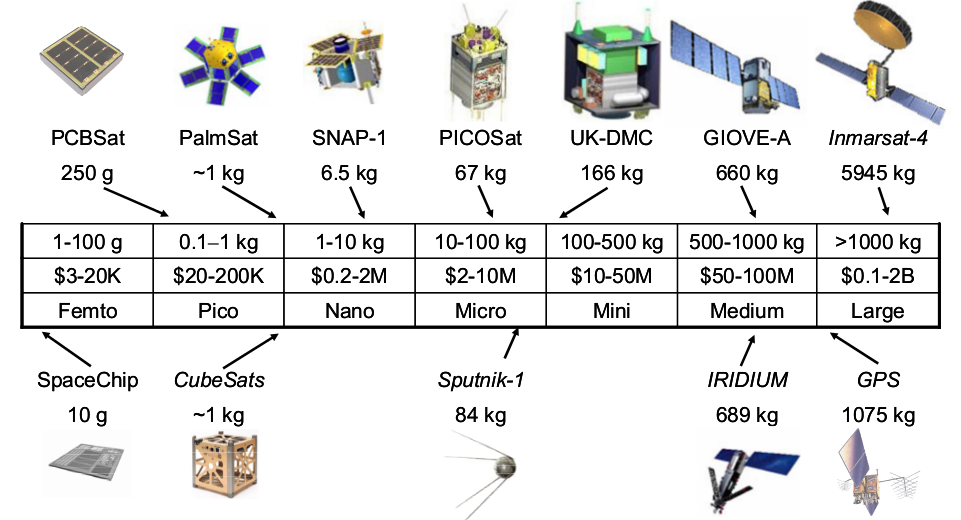 PCBSat PalmSat SNAP-1 PICOSat UK-DMC GIOVE-A Inmarsat-4
250 g ~1 kg 6.5 kg 67 kg 166 kg 660 kg 5945 kg
1-100 g 0.1–1 kg 1-10 kg 10-100 kg 100-500 kg 500-1000 kg >1000 kg
$3-20K $20-200K $0.2-2M $2-10M $10-50M $50-100M $0.1-2B
Femto Pico Nano Micro Mini Medium Large
SpaceChip CubeSats Sputnik-1 IRIDIUM GPS
10 g ~1 kg 84 kg 689 kg 1075 kg